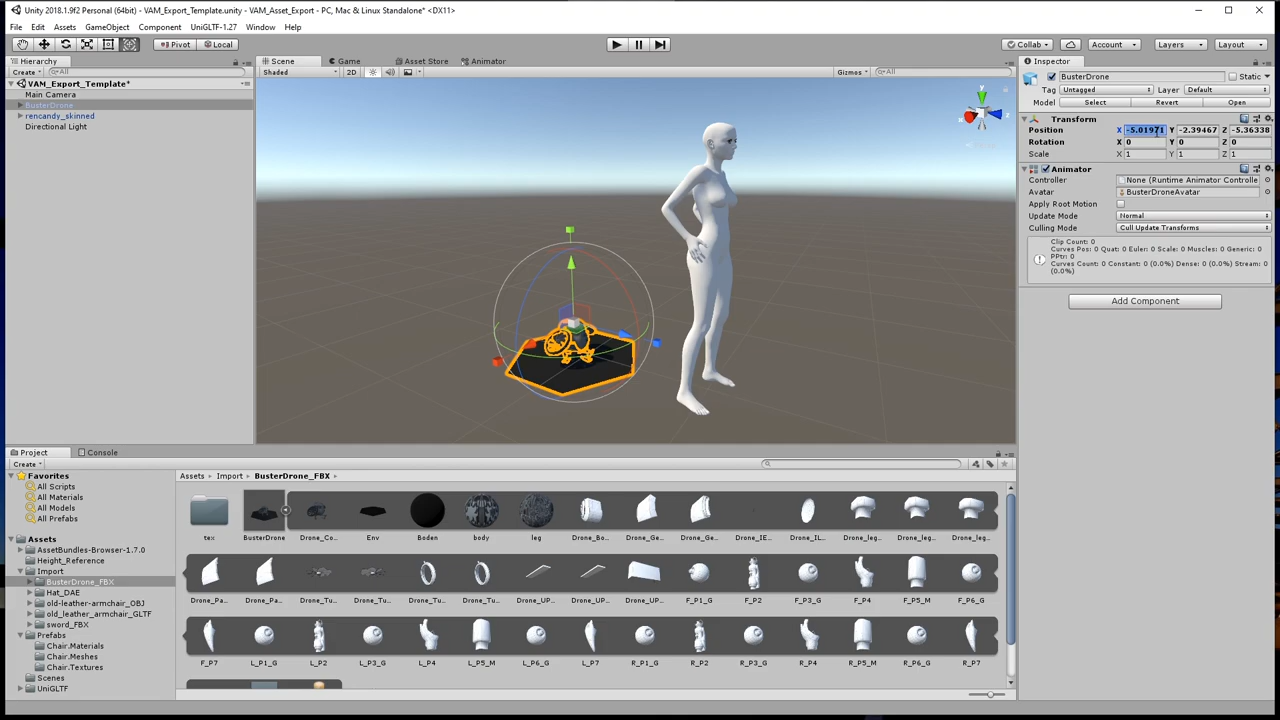 Unity 2018.1.9f2 Personal (64bit) - VAM_Export_Template.unity - VAM_Asset_Export - PC, Mac & Linux Standalone* <DX11>
File Edit Assets GameObject Component UniGLTF-1.27 Window Help
Pivot Local Collab Account Layers Layout
Hierarchy Scene Game Asset Store Animator Inspector
Create All Shaded 2D Gizmos All
VAM_Export_Template*
Main Camera
BusterDrone
rencandy_skinned
Directional Light
BusterDrone Static
Tag Untagged Layer Default
Model Select Revert Open
Transform
Position X -5.01971 Y -2.39467 Z -5.36338
Rotation X 0 Y 0 Z 0
Scale X 1 Y 1 Z 1
Animator
Controller None (Runtime Animator Controlle
Avatar BusterDroneAvatar
Apply Root Motion
Update Mode Normal
Culling Mode Cull Update Transforms
Clip Count: 0
Curves Pos: 0 Quat: 0 Euler: 0 Scale: 0 Muscles: 0 Generic: 0
PPtr: 0
Curves Count: 0 Constant: 0 (0.0%) Dense: 0 (0.0%) Stream: 0
(0.0%)
Add Component
Project Console
Create
Favorites
All Scripts
All Materials
All Models
All Prefabs
Assets
AssetBundles-Browser-1.7.0
Height_Reference
Import
BusterDrone_FBX
Hat_DAE
old-leather-armchair_OBJ
old_leather_armchair_GLTF
sword_FBX
Prefabs
Chair.Materials
Chair.Meshes
Chair.Textures
Scenes
UniGLTF
Assets Import BusterDrone_FBX
tex BusterDrone Drone_Co... Env Boden body leg Drone_Bo... Drone_Ge... Drone_Ge... Drone_IE... Drone_IL... Drone_leg... Drone_leg... Drone_leg...
Drone_Pa... Drone_Pa... Drone_Tu... Drone_Tu... Drone_Tu... Drone_Tu... Drone_UP... Drone_UP... Drone_UP... F_P1_G F_P2 F_P3_G F_P4 F_P5_M F_P6_G
F_P7 L_P1_G L_P2 L_P3_G L_P4 L_P5_M L_P6_G L_P7 R_P1_G R_P2 R_P3_G R_P4 R_P5_M R_P6_G R_P7